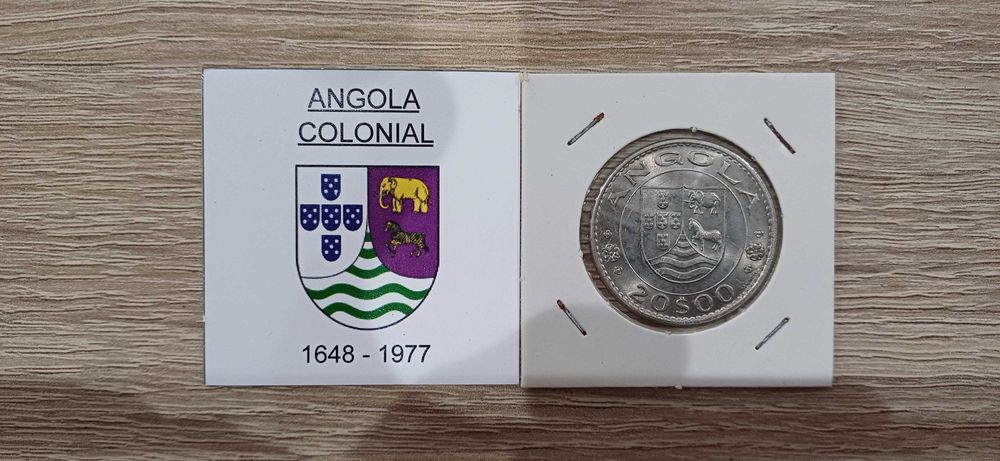 ANGOLA
COLONIAL
1648 - 1977
ANGOLA
20$00